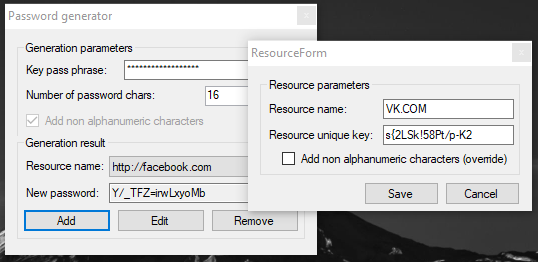 Password generator
Generation parameters
Key pass phrase: ******************
Number of password chars: 16
Add non alphanumeric characters
Generation result
Resource name: http://facebook.com
New password: Y/_TFZ=irwLxyoMb
Add Edit Remove
ResourceForm
Resource parameters
Resource name: VK.COM
Resource unique key: s{2LSk!58Pt/p-K2
Add non alphanumeric characters (override)
Save Cancel